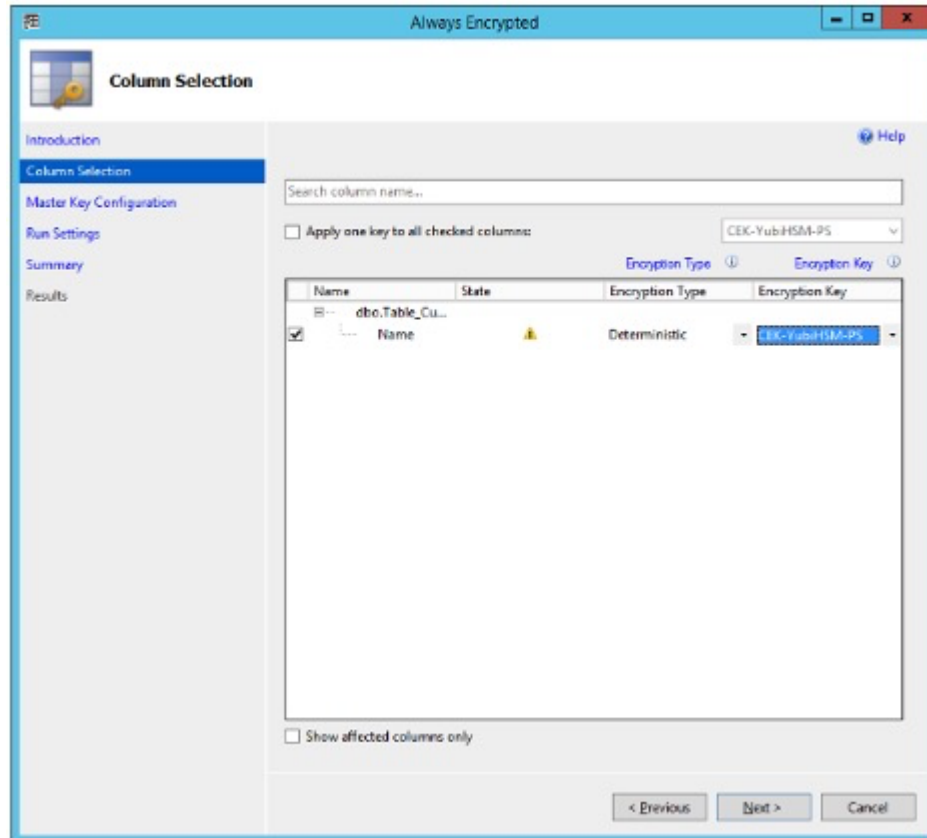 Always Encrypted
Column Selection
Introduction
Column Selection
Master Key Configuration
Run Settings
Summary
Results
Help
Search column name...
Apply one key to all checked columns:
CEK-YubiHSM-PS
Encryption Type
Encryption Key
Name State Encryption Type Encryption Key
dbo.Table_Cu...
Name Deterministic CEK-YubiHSM-PS
Show affected columns only
< Previous Next > Cancel